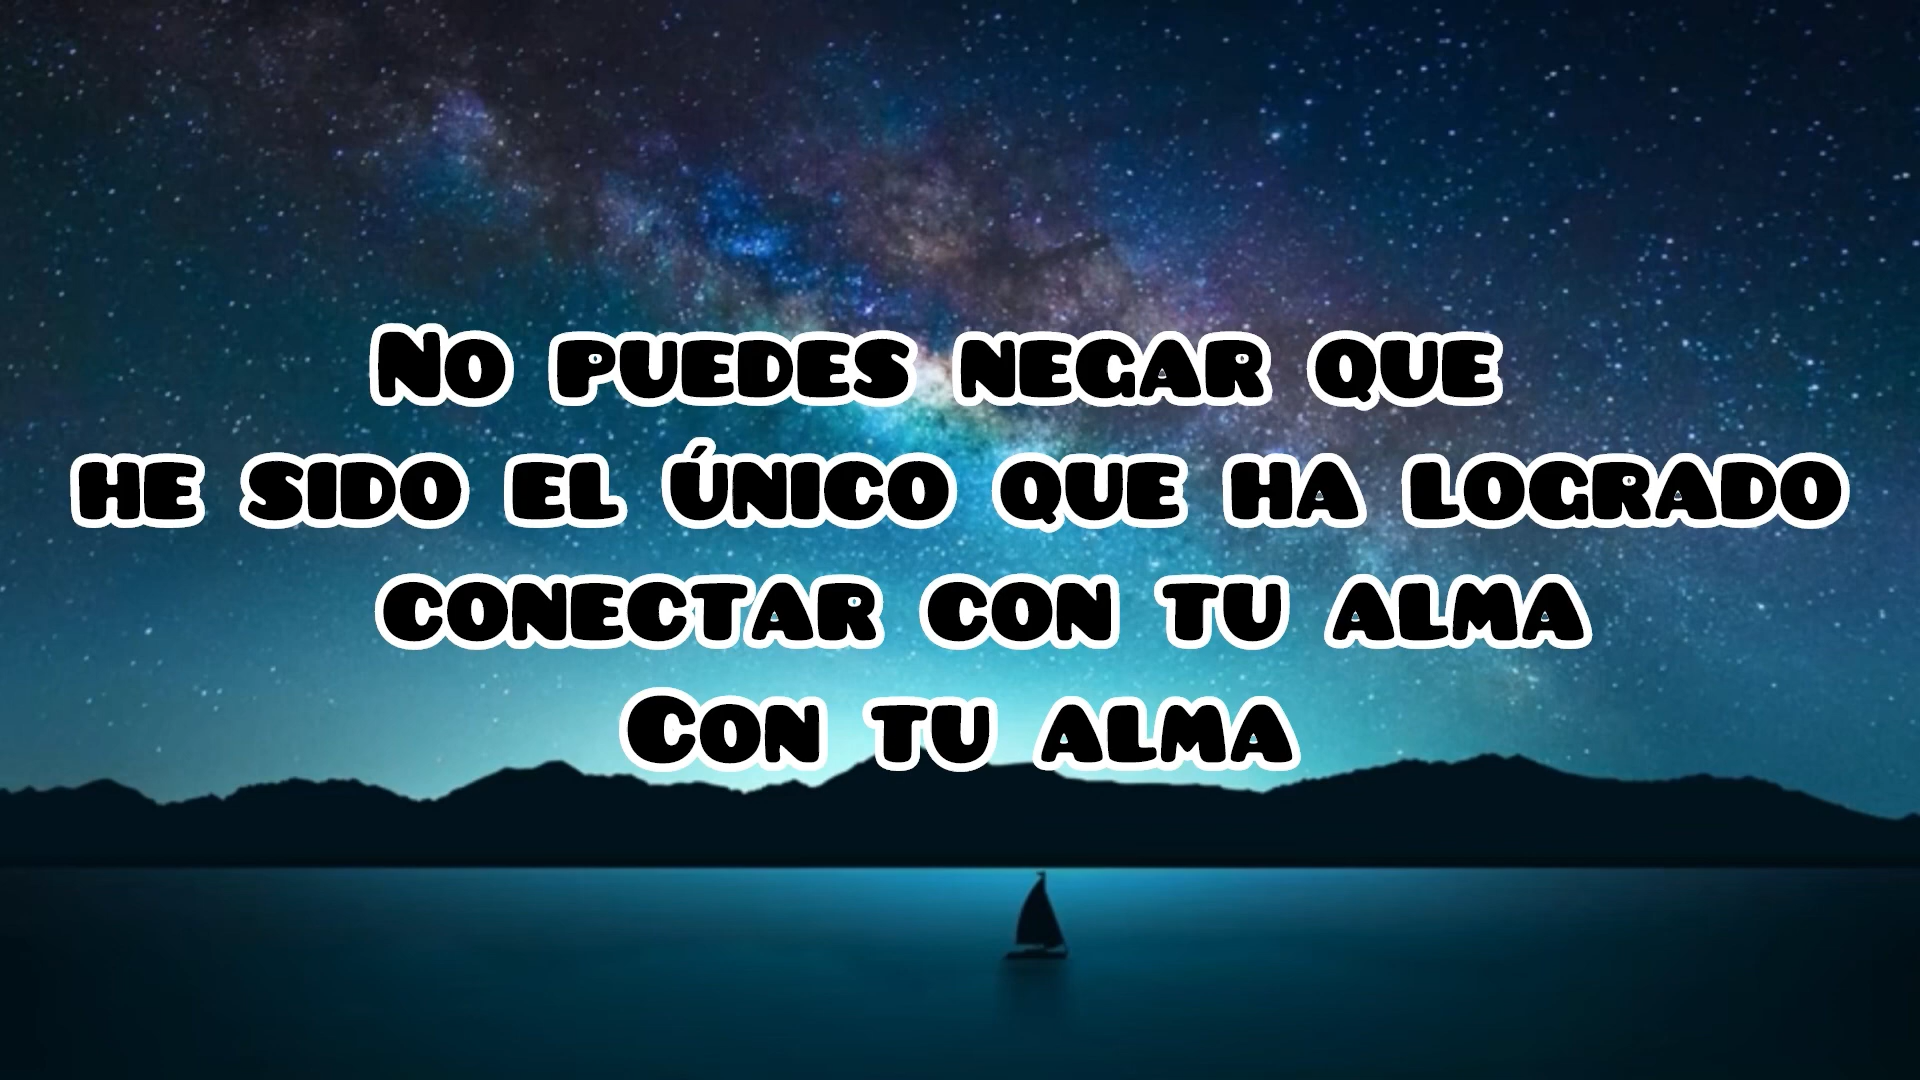 No puedes negar que
he sido el único que ha logrado
conectar con tu alma
Con tu alma